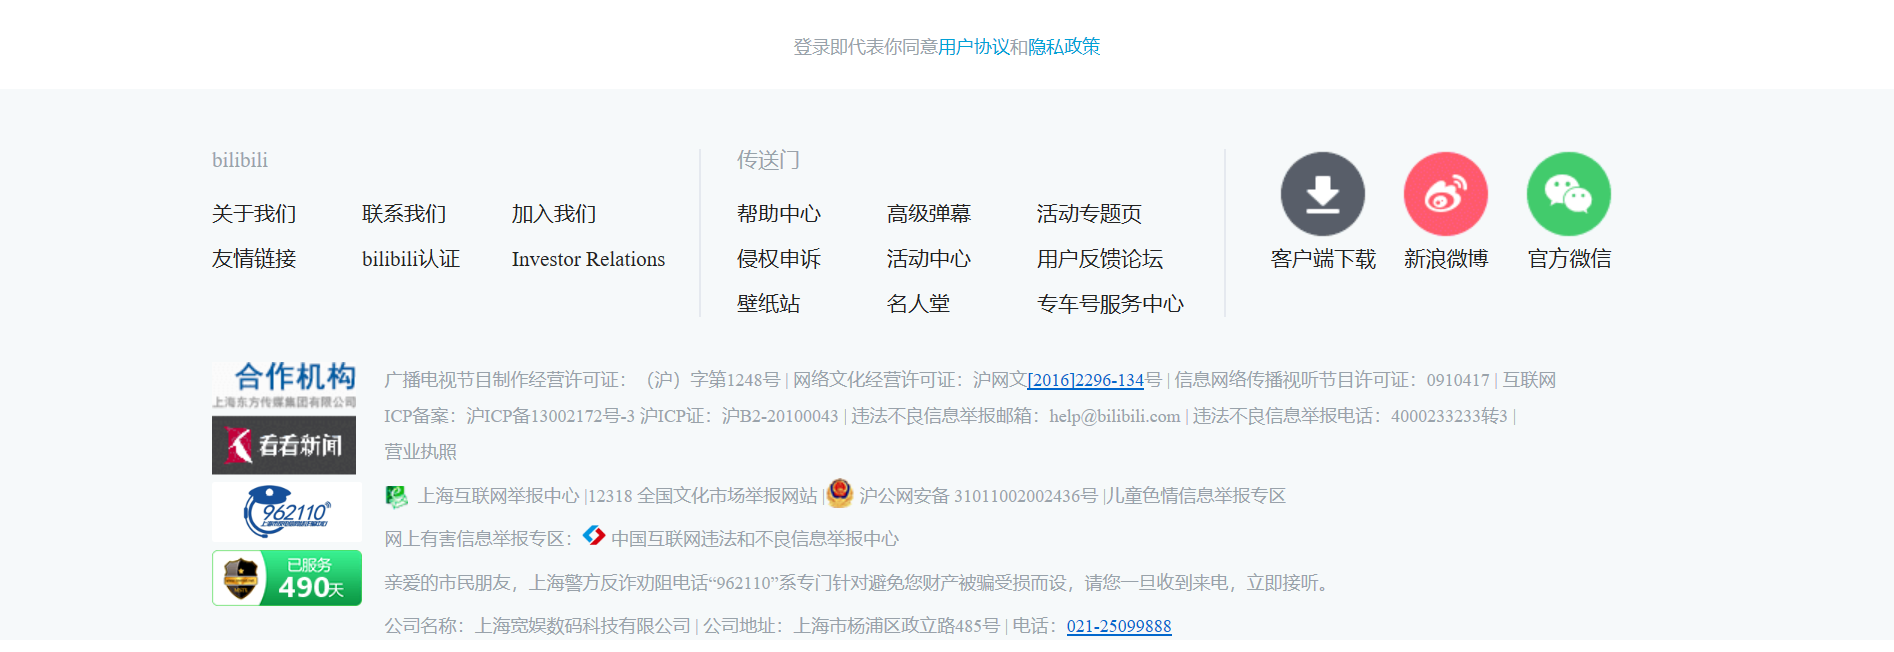 登录即代表你同意用户协议和隐私政策
bilibili
关于我们 联系我们 加入我们
友情链接 bilibili认证 Investor Relations
传送门
帮助中心 高级弹幕 活动专题页
侵权申诉 活动中心 用户反馈论坛
壁纸站 名人堂 专车号服务中心
客户端下载 新浪微博 官方微信
合作机构
上海东方传媒集团有限公司
看看新闻
962110
已服务
490天
广播电视节目制作经营许可证：（沪）字第1248号 | 网络文化经营许可证：沪网文[2016]2296-134号 | 信息网络传播视听节目许可证：0910417 | 互联网
ICP备案：沪ICP备13002172号-3 沪ICP证：沪B2-20100043 | 违法不良信息举报邮箱：help@bilibili.com | 违法不良信息举报电话：4000233233转3 |
营业执照
上海互联网举报中心 |12318 全国文化市场举报网站 | 沪公网安备 31011002002436号 |儿童色情信息举报专区
网上有害信息举报专区： 中国互联网违法和不良信息举报中心
亲爱的市民朋友，上海警方反诈劝阻电话“962110”系专门针对避免您财产被骗受损而设，请您一旦收到来电，立即接听。
公司名称：上海宽娱数码科技有限公司 | 公司地址：上海市杨浦区政立路485号 | 电话：021-25099888